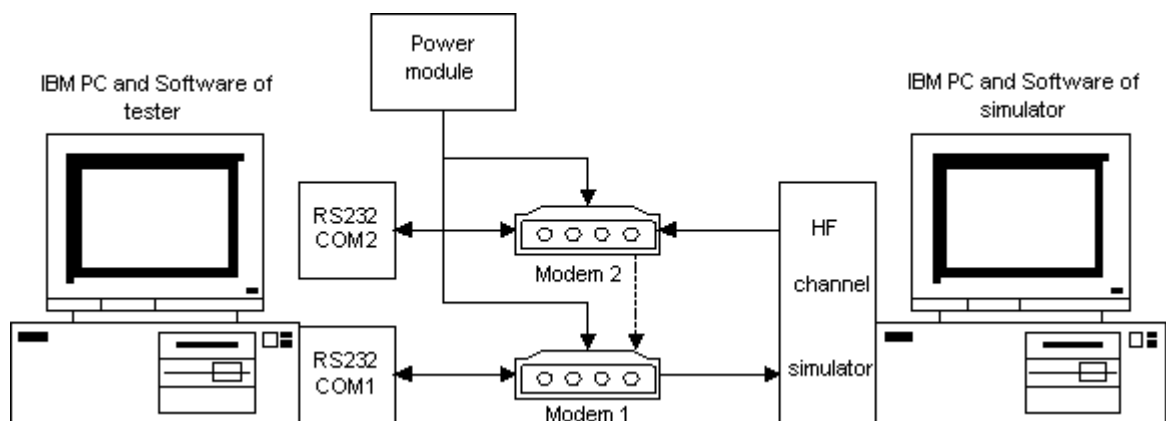 Power
module
IBM PC and Software of
tester
IBM PC and Software of
simulator
RS232
COM2
Modem 2
HF
channel
simulator
RS232
COM1
Modem 1